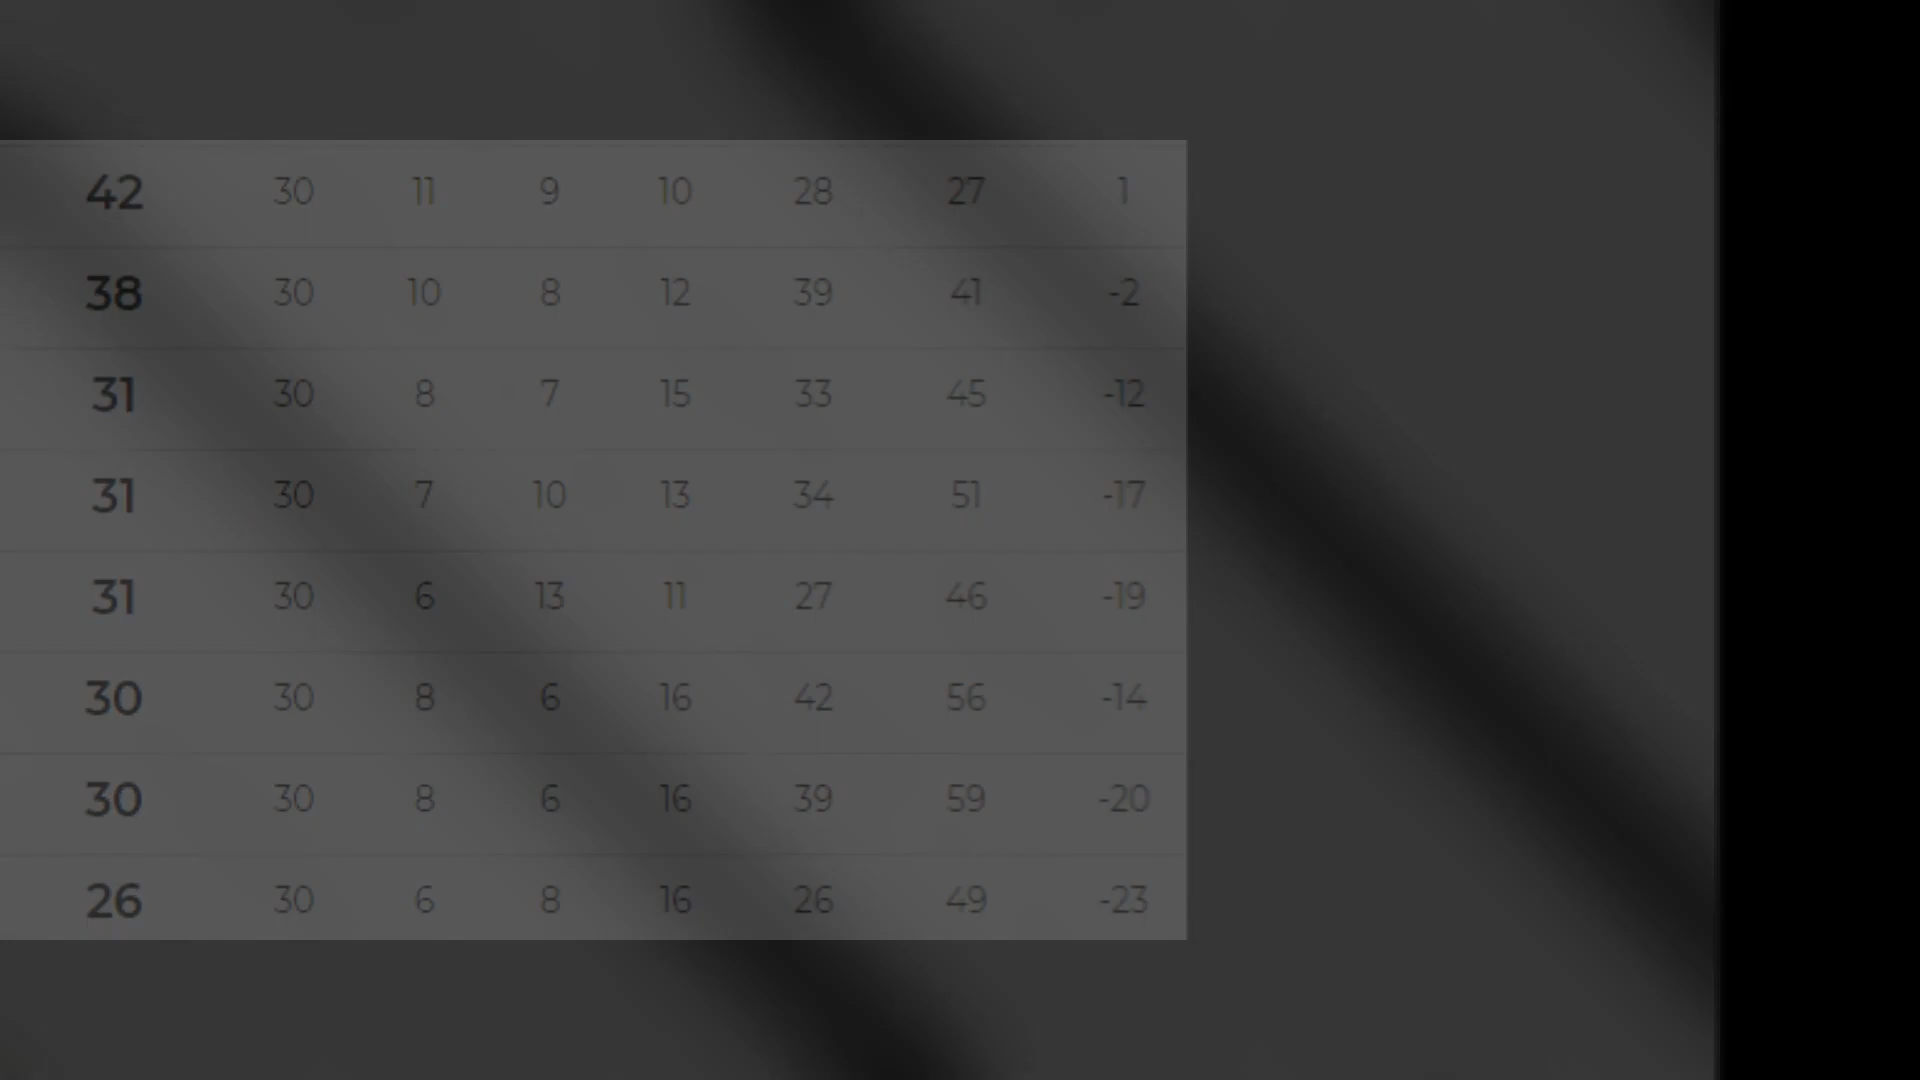 42 30 11 9 10 28 27 1
38 30 10 8 12 39 41 -2
31 30 8 7 15 33 45 -12
31 30 7 10 13 34 51 -17
31 30 6 13 11 27 46 -19
30 30 8 6 16 42 56 -14
30 30 8 6 16 39 59 -20
26 30 6 8 16 26 49 -23